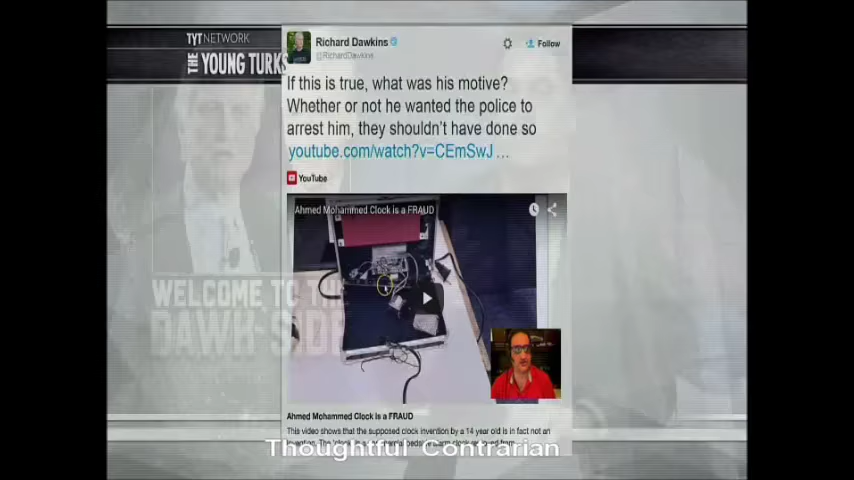 TYT NETWORK
THE YOUNG TURKS
Richard Dawkins
@RichardDawkins
Follow
If this is true, what was his motive?
Whether or not he wanted the police to
arrest him, they shouldn't have done so
youtube.com/watch?v=CEmSwJ ...
YouTube
Ahmed Mohammed Clock is a FRAUD
WELCOME TO THE
DAWK SIDE
Ahmed Mohammed Clock is a FRAUD
This video shows that the supposed clock invention by a 14 year old is in fact not an
Thoughtful Contrarian